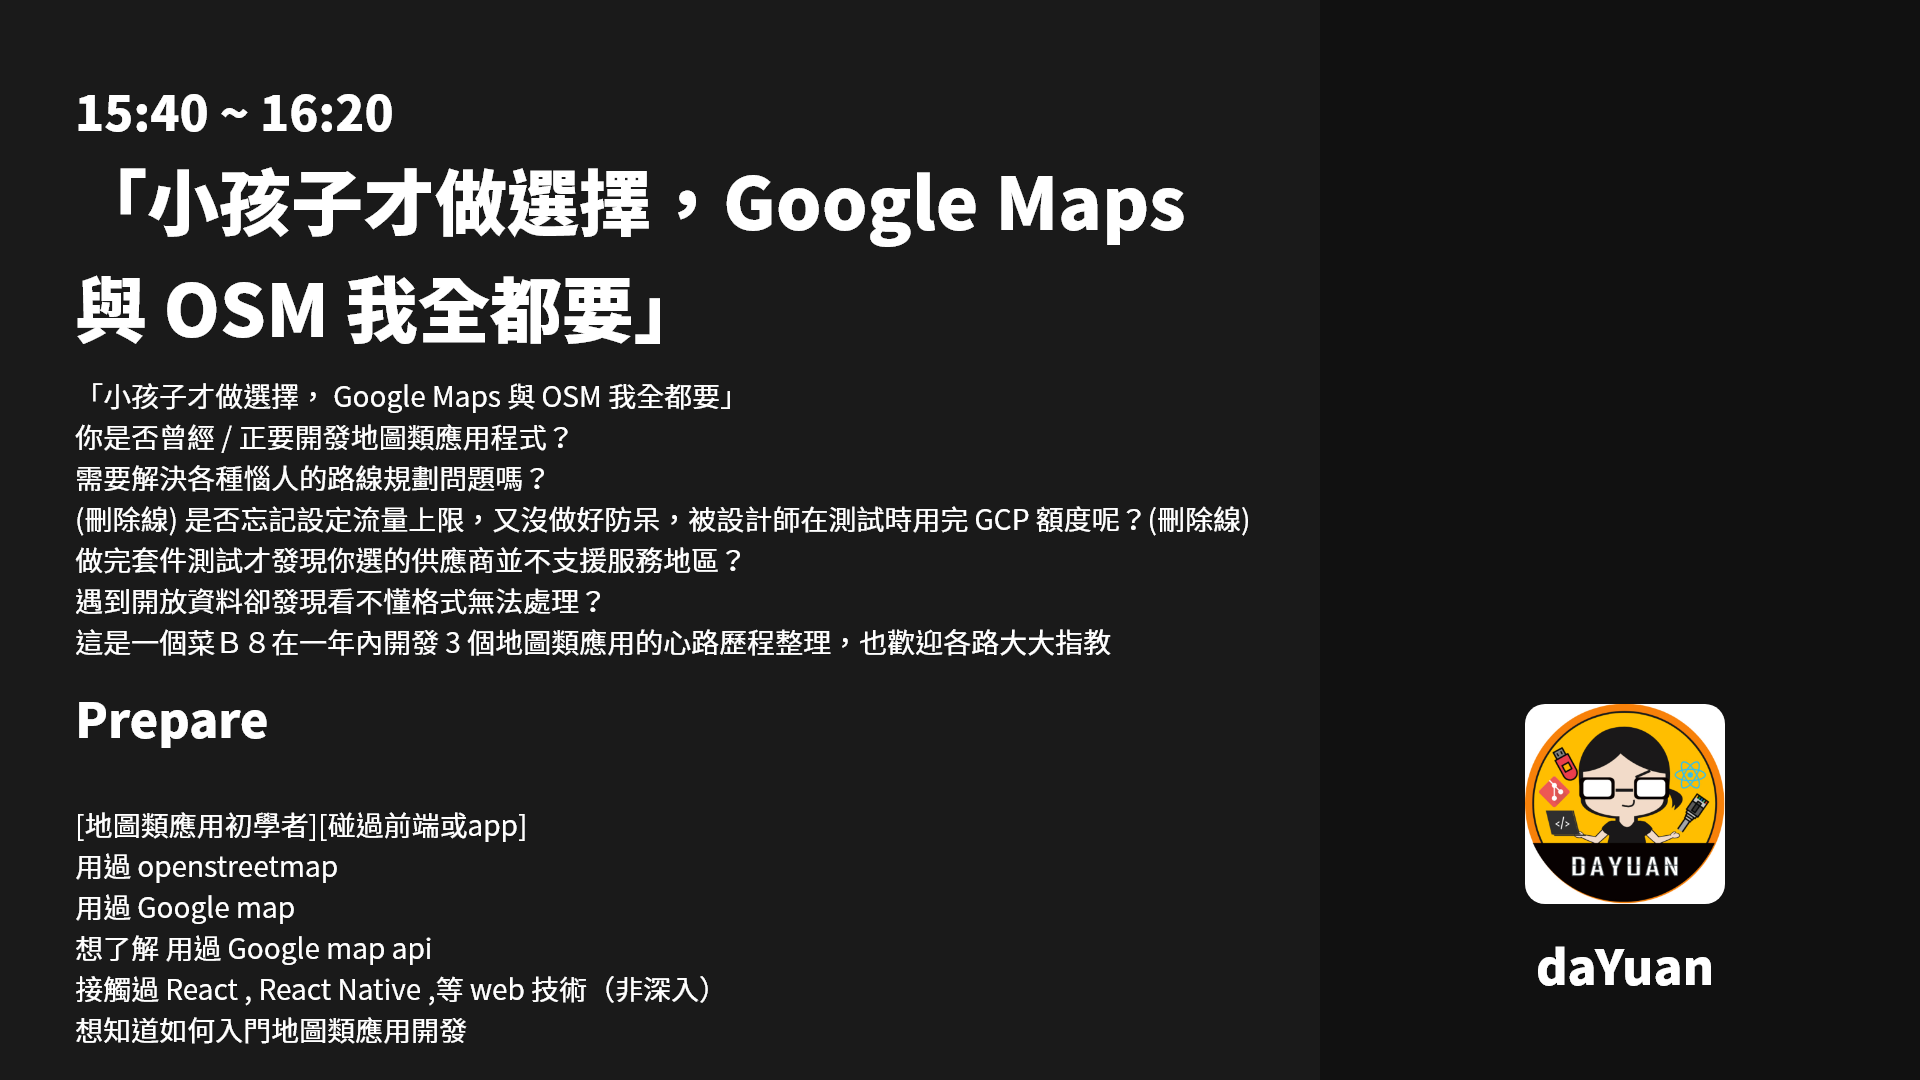 15:40 ~ 16:20
「小孩子才做選擇，Google Maps
與 OSM 我全都要」
「小孩子才做選擇， Google Maps 與 OSM 我全都要」
你是否曾經 / 正要開發地圖類應用程式？
需要解決各種惱人的路線規劃問題嗎？
(刪除線) 是否忘記設定流量上限，又沒做好防呆，被設計師在測試時用完 GCP 額度呢？(刪除線)
做完套件測試才發現你選的供應商並不支援服務地區？
遇到開放資料卻發現看不懂格式無法處理？
這是一個菜Ｂ８在一年內開發 3 個地圖類應用的心路歷程整理，也歡迎各路大大指教
Prepare
[地圖類應用初學者][碰過前端或app]
用過 openstreetmap
用過 Google map
想了解 用過 Google map api
接觸過 React , React Native ,等 web 技術（非深入）
想知道如何入門地圖類應用開發
</>
DAYUAN
daYuan